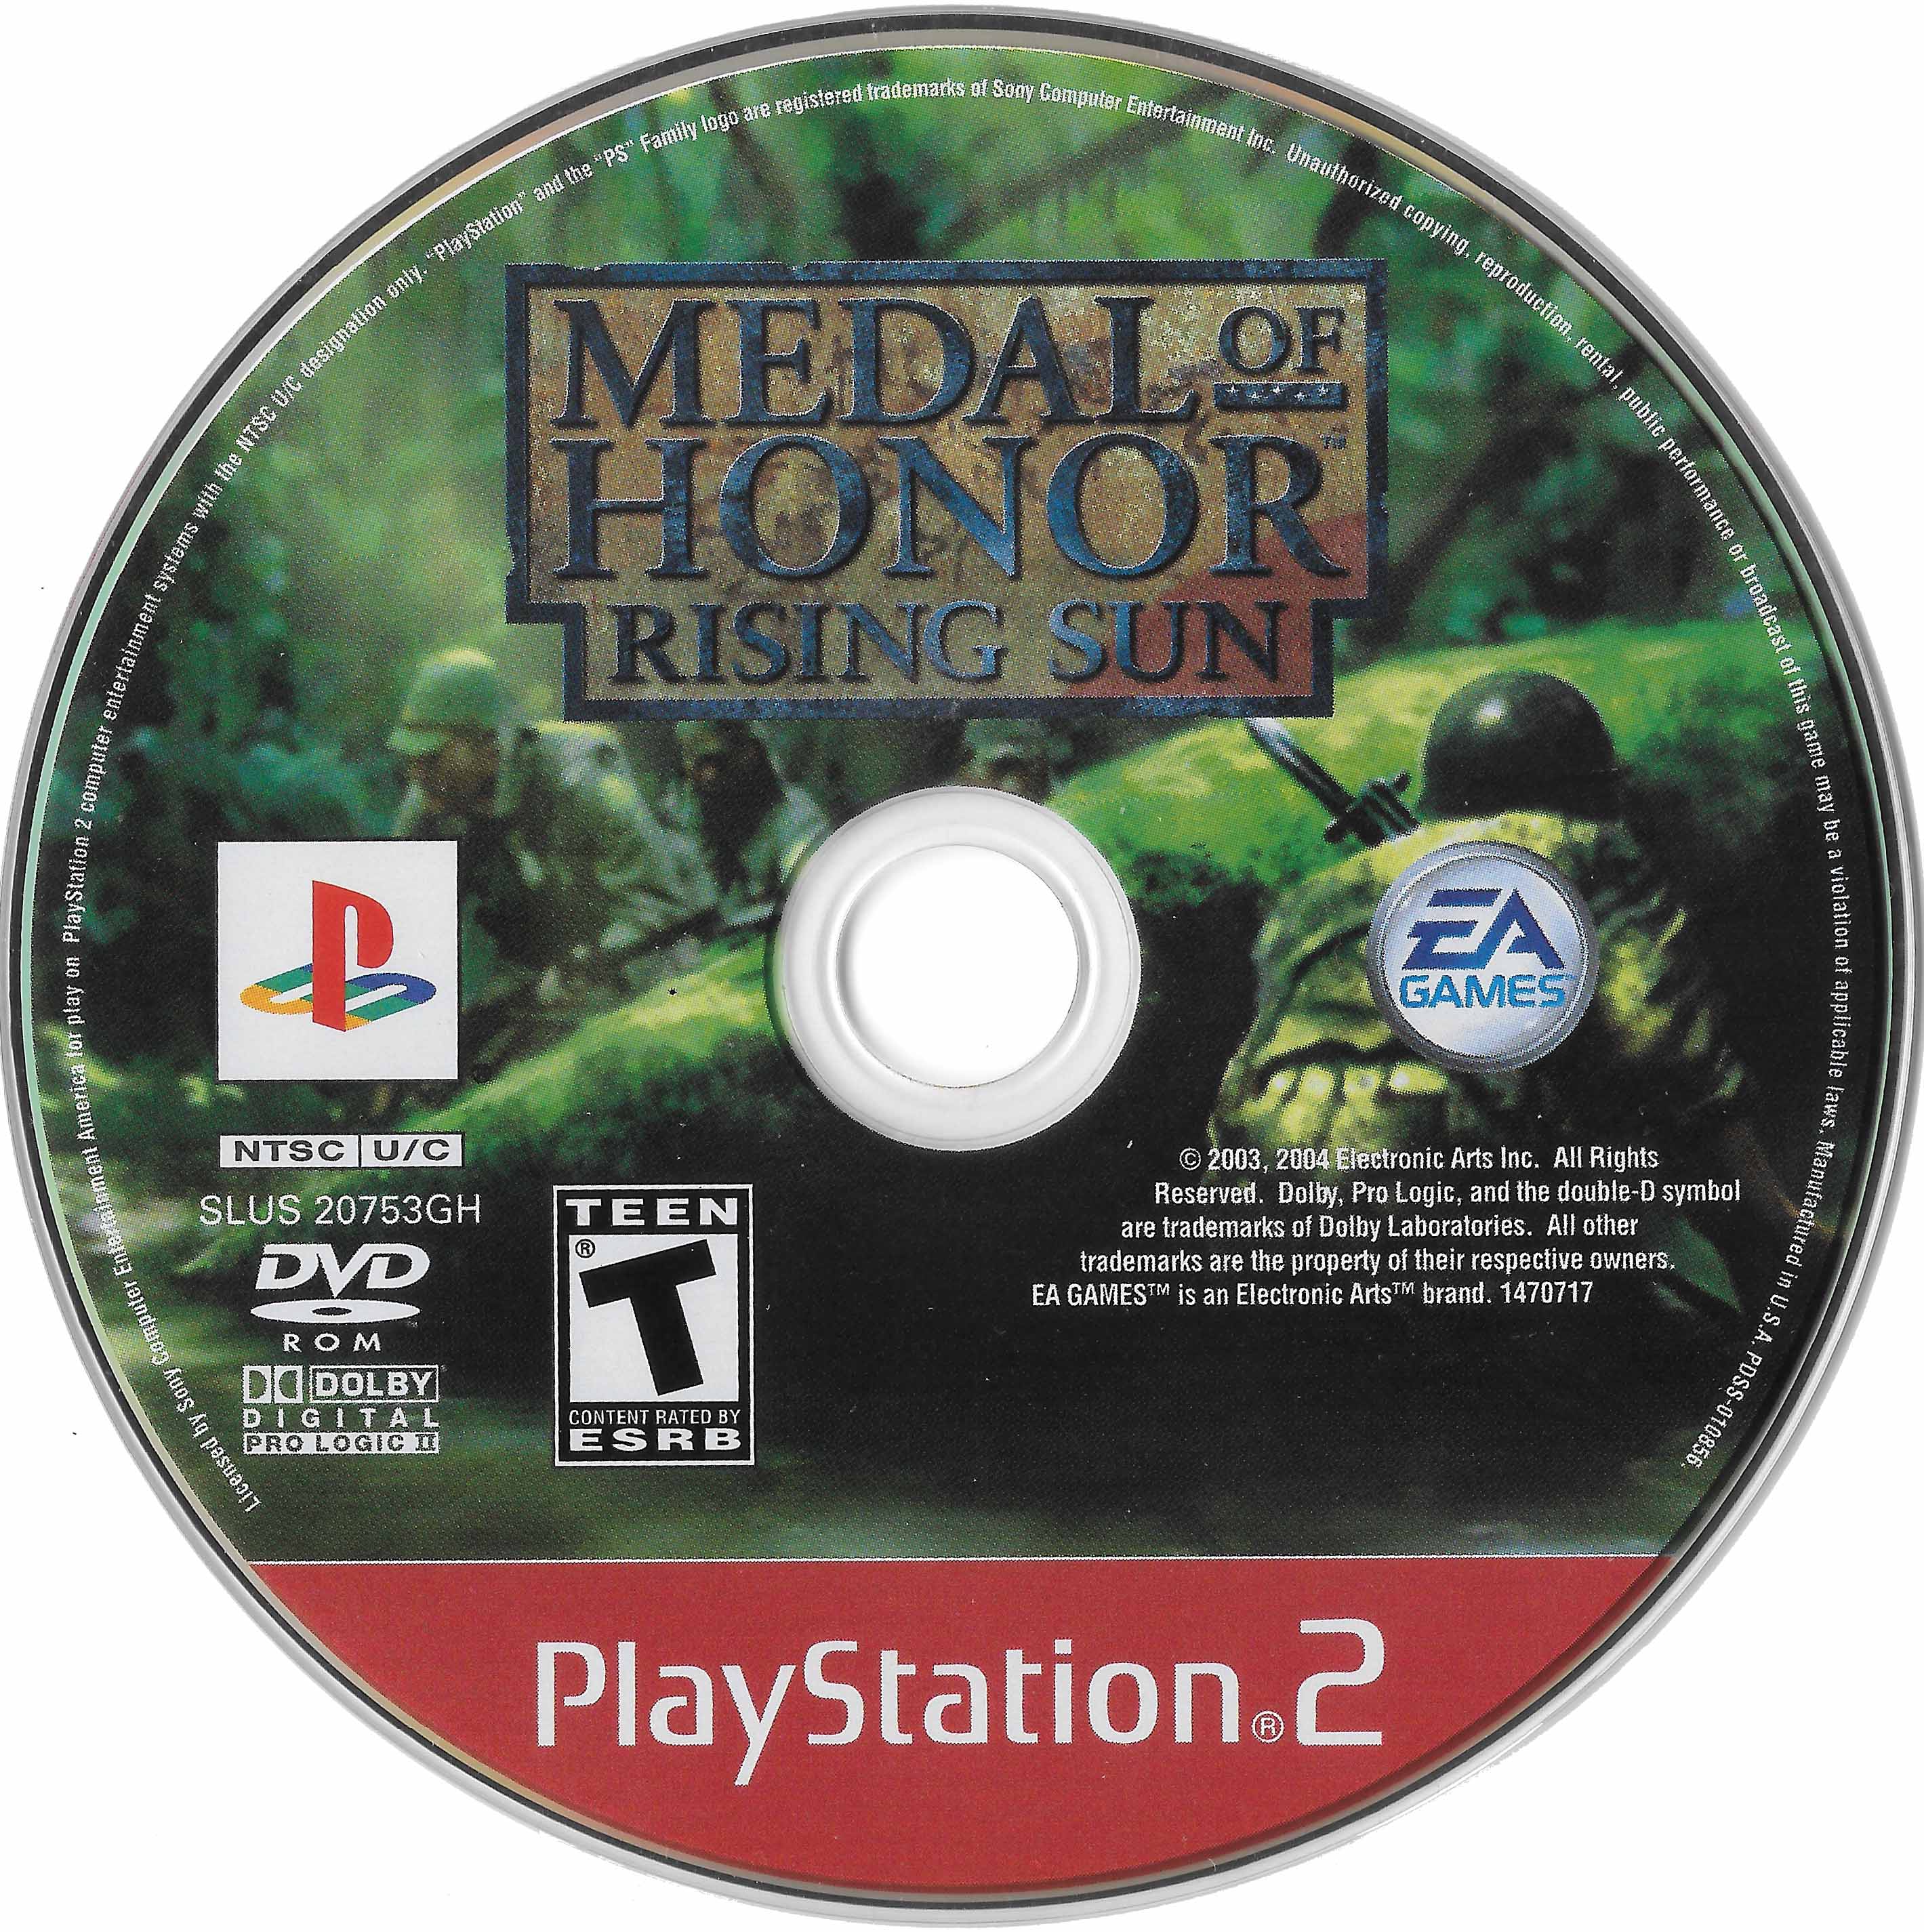 Licensed by Sony Computer Entertainment America for play on PlayStation 2 computer entertainment systems with the NTSC U/C designation only. "PlayStation" and the "PS" Family logo are registered trademarks of Sony Computer Entertainment Inc. Unauthorized copying, reproduction, rental, public performance or broadcast of this game may be a violation of applicable laws. Manufactured in U.S.A. PDSS-010856.
MEDAL OF
HONOR™
RISING SUN
EA
GAMES
NTSC U/C
SLUS 20753GH
DVD
ROM
DOLBY
DIGITAL
PRO LOGIC II
TEEN
® T
CONTENT RATED BY
ESRB
© 2003, 2004 Electronic Arts Inc. All Rights
Reserved. Dolby, Pro Logic, and the double-D symbol
are trademarks of Dolby Laboratories. All other
trademarks are the property of their respective owners.
EA GAMES™ is an Electronic Arts™ brand. 1470717
PlayStation®2